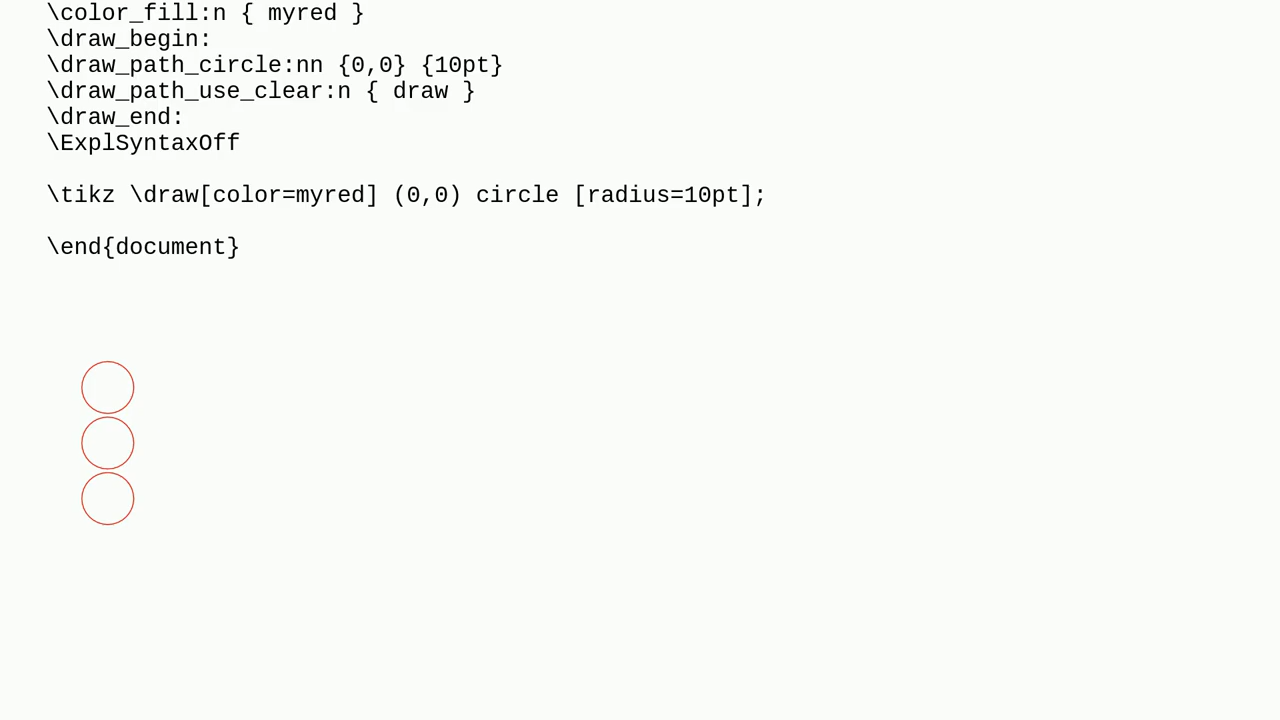 \color_fill:n { myred }
\draw_begin:
\draw_path_circle:nn {0,0} {10pt}
\draw_path_use_clear:n { draw }
\draw_end:
\ExplSyntaxOff
\tikz \draw[color=myred] (0,0) circle [radius=10pt];
\end{document}